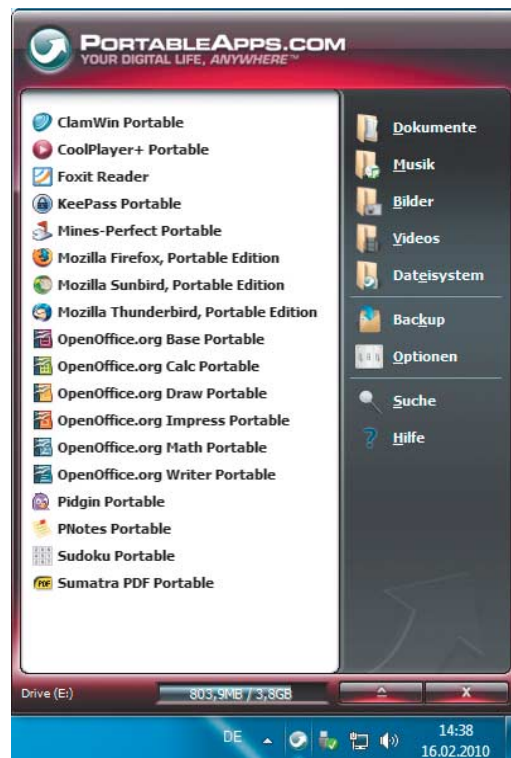 PORTABLEAPPS.COM
YOUR DIGITAL LIFE, ANYWHERE™
ClamWin Portable
CoolPlayer+ Portable
Foxit Reader
KeePass Portable
Mines-Perfect Portable
Mozilla Firefox, Portable Edition
Mozilla Sunbird, Portable Edition
Mozilla Thunderbird, Portable Edition
OpenOffice.org Base Portable
OpenOffice.org Calc Portable
OpenOffice.org Draw Portable
OpenOffice.org Impress Portable
OpenOffice.org Math Portable
OpenOffice.org Writer Portable
Pidgin Portable
PNotes Portable
Sudoku Portable
PDF Sumatra PDF Portable
Dokumente
Musik
Bilder
Videos
Dateisystem
Backup
Optionen
Suche
Hilfe
Drive (E:) 803,9MB / 3,8GB X
DE 14:38
16.02.2010